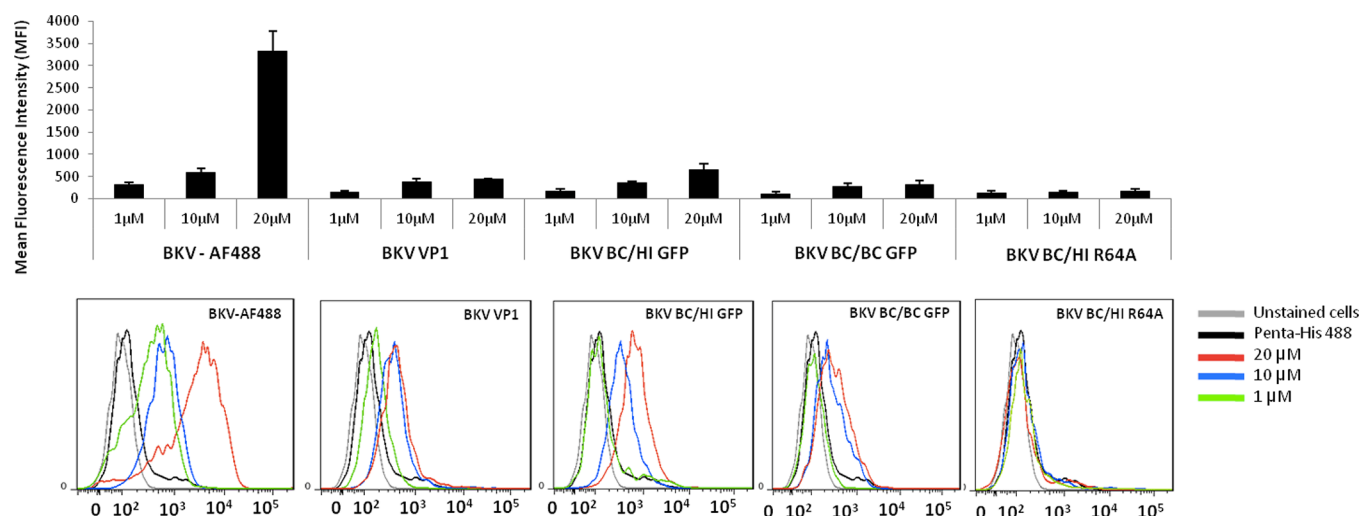 Mean Fluorescence Intensity (MFI)
4000
3500
3000
2500
2000
1500
1000
500
0
1μM 10μM 20μM 1μM 10μM 20μM 1μM 10μM 20μM 1μM 10μM 20μM 1μM 10μM 20μM
BKV - AF488 BKV VP1 BKV BC/HI GFP BKV BC/BC GFP BKV BC/HI R64A
BKV-AF488 BKV VP1 BKV BC/HI GFP BKV BC/BC GFP BKV BC/HI R64A
Unstained cells
Penta-His 488
20 μM
10 μM
1 μM
0 0 0 0 0
0 10² 10³ 10⁴ 10⁵ 0 10² 10³ 10⁴ 10⁵ 0 10² 10³ 10⁴ 10⁵ 0 10² 10³ 10⁴ 10⁵ 0 10² 10³ 10⁴ 10⁵